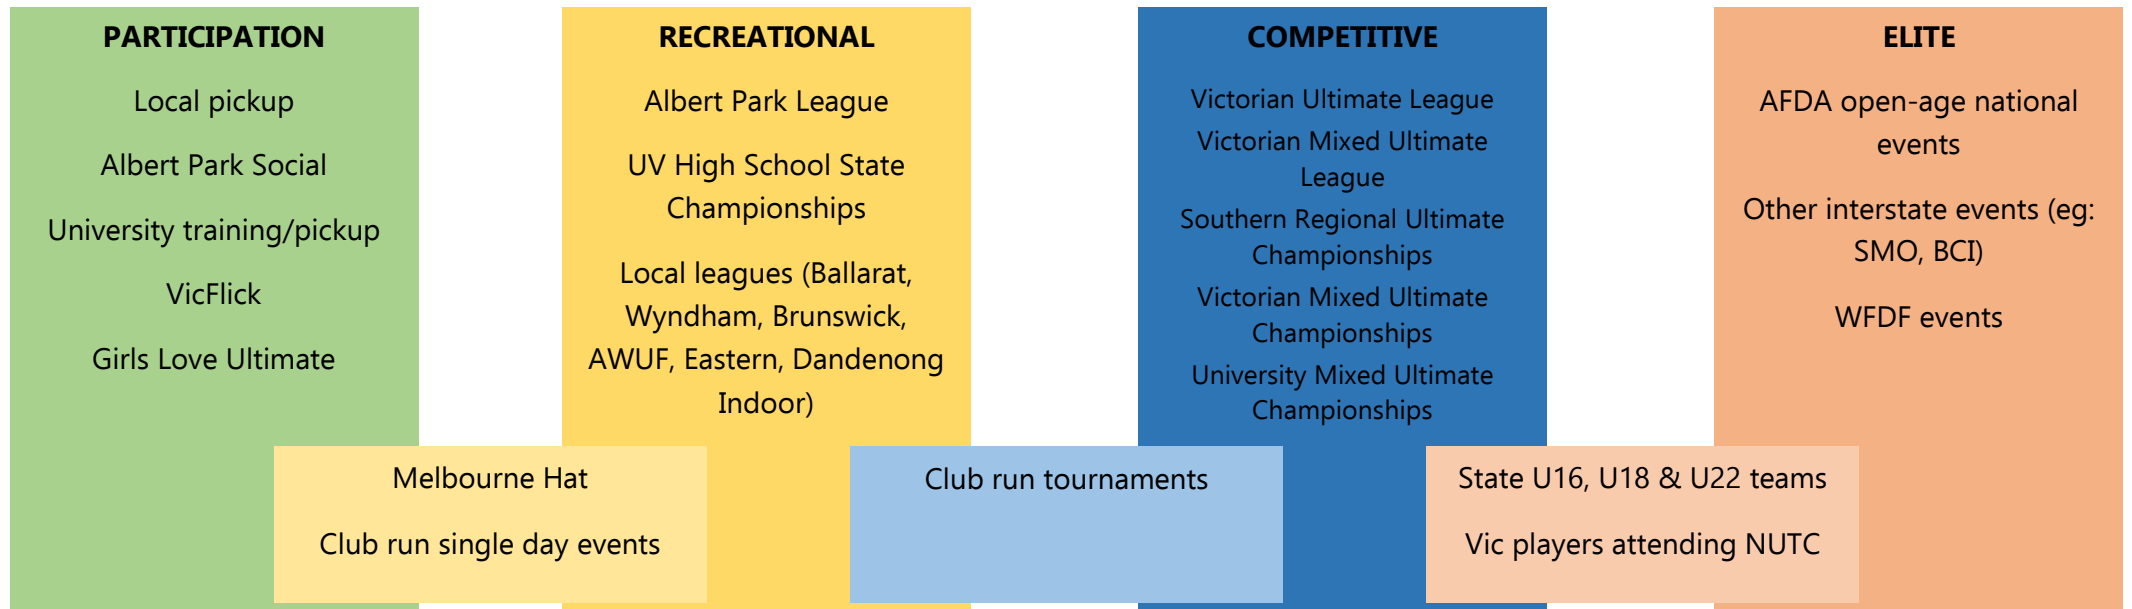 PARTICIPATION
Local pickup
Albert Park Social
University training/pickup
VicFlick
Girls Love Ultimate
RECREATIONAL
Albert Park League
UV High School State
Championships
Local leagues (Ballarat,
Wyndham, Brunswick,
AWUF, Eastern, Dandenong
Indoor)
COMPETITIVE
Victorian Ultimate League
Victorian Mixed Ultimate
League
Southern Regional Ultimate
Championships
Victorian Mixed Ultimate
Championships
University Mixed Ultimate
Championships
ELITE
AFDA open-age national
events
Other interstate events (eg:
SMO, BCI)
WFDF events
Melbourne Hat
Club run single day events
Club run tournaments
State U16, U18 & U22 teams
Vic players attending NUTC